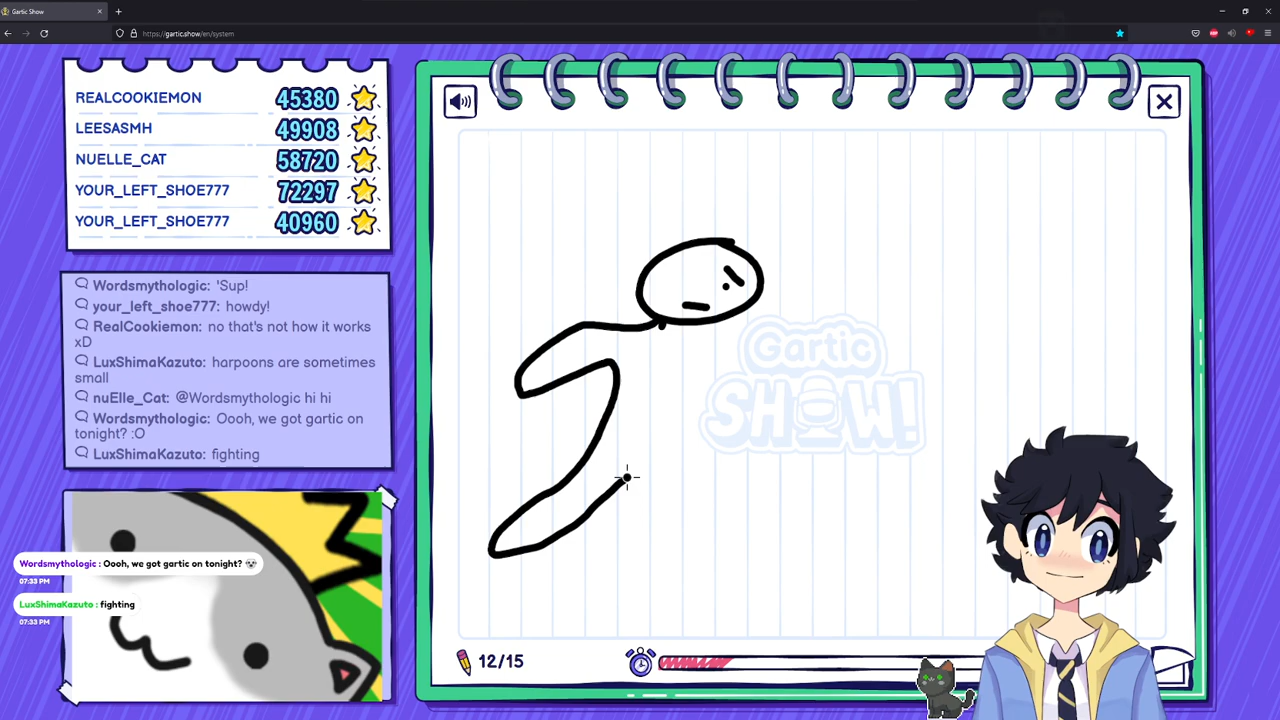 Gartic Show
https://gartic.show/en/system
REALCOOKIEMON 45380
LEESASMH 49908
NUELLE_CAT 58720
YOUR_LEFT_SHOE777 72297
YOUR_LEFT_SHOE777 40960
Wordsmythologic: 'Sup!
your_left_shoe777: howdy!
RealCookiemon: no that's not how it works
xD
LuxShimaKazuto: harpoons are sometimes
small
nuElle_Cat: @Wordsmythologic hi hi
Wordsmythologic: Oooh, we got gartic on
tonight? :O
LuxShimaKazuto: fighting
Wordsmythologic : Oooh, we got gartic on tonight?
07:33 PM
LuxShimaKazuto : fighting
07:33 PM
Gartic
SHOW!
12/15